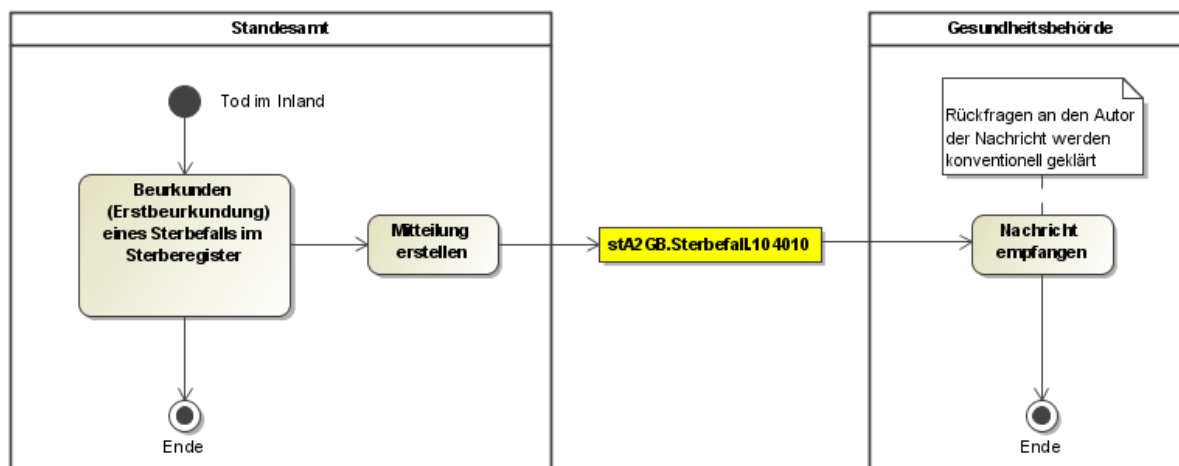 Standesamt
Gesundheitsbehörde
Tod im Inland
Rückfragen an den Autor
der Nachricht werden
konventionell geklärt
Beurkunden
(Erstbeurkundung)
eines Sterbefalls im
Sterberegister
Mitteilung
erstellen
stA2GB.Sterbefall.104010
Nachricht
empfangen
Ende
Ende